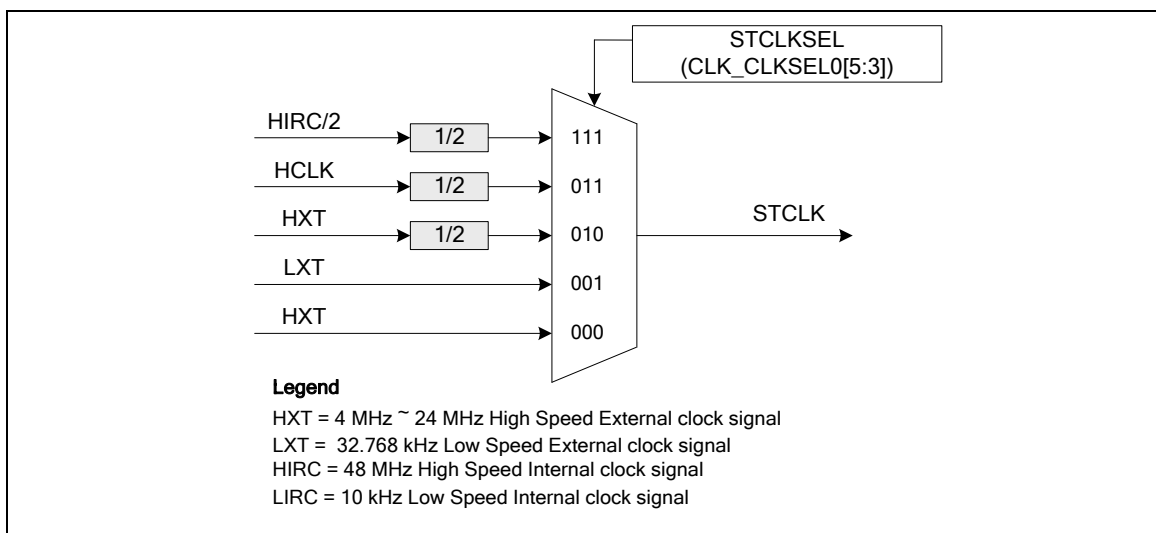 STCLKSEL
(CLK_CLKSEL0[5:3])
HIRC/2
1/2
111
HCLK
1/2
011
HXT
1/2
010
STCLK
LXT
001
HXT
000
Legend
HXT = 4 MHz ~ 24 MHz High Speed External clock signal
LXT = 32.768 kHz Low Speed External clock signal
HIRC = 48 MHz High Speed Internal clock signal
LIRC = 10 kHz Low Speed Internal clock signal